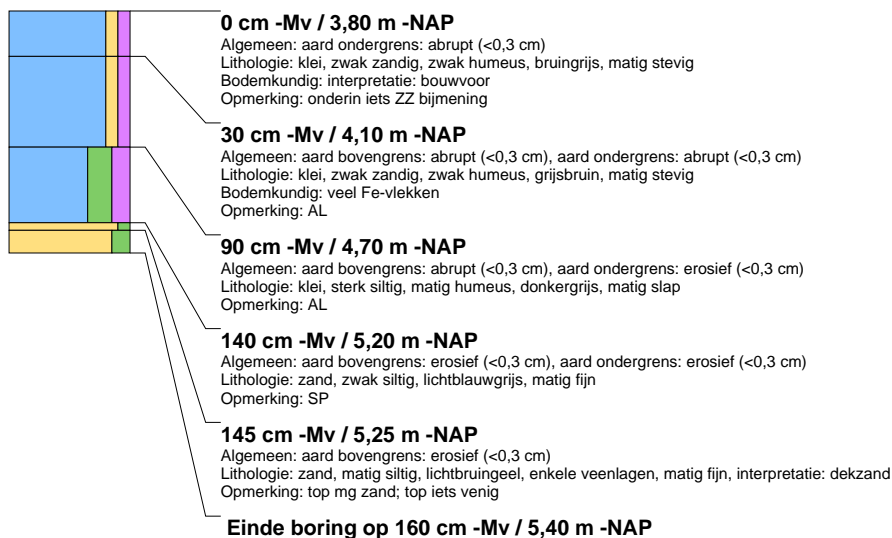 0 cm -Mv / 3,80 m -NAP
Algemeen: aard ondergrens: abrupt (<0,3 cm)
Lithologie: klei, zwak zandig, zwak humeus, bruingrijs, matig stevig
Bodemkundig: interpretatie: bouwvoor
Opmerking: onderin iets ZZ bijmening
30 cm -Mv / 4,10 m -NAP
Algemeen: aard bovengrens: abrupt (<0,3 cm), aard ondergrens: abrupt (<0,3 cm)
Lithologie: klei, zwak zandig, zwak humeus, grijsbruin, matig stevig
Bodemkundig: veel Fe-vlekken
Opmerking: AL
90 cm -Mv / 4,70 m -NAP
Algemeen: aard bovengrens: abrupt (<0,3 cm), aard ondergrens: erosief (<0,3 cm)
Lithologie: klei, sterk siltig, matig humeus, donkergrijs, matig slap
Opmerking: AL
140 cm -Mv / 5,20 m -NAP
Algemeen: aard bovengrens: erosief (<0,3 cm), aard ondergrens: erosief (<0,3 cm)
Lithologie: zand, zwak siltig, lichtblauwgrijs, matig fijn
Opmerking: SP
145 cm -Mv / 5,25 m -NAP
Algemeen: aard bovengrens: erosief (<0,3 cm)
Lithologie: zand, matig siltig, lichtbruingeel, enkele veenlagen, matig fijn, interpretatie: dekzand
Opmerking: top mg zand; top iets venig
Einde boring op 160 cm -Mv / 5,40 m -NAP